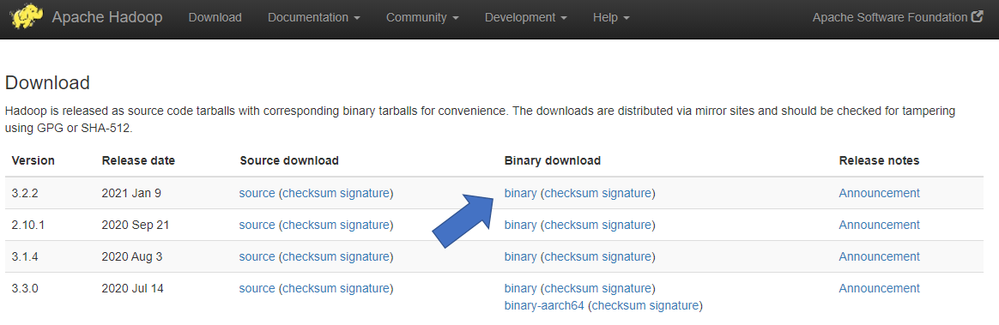 Apache Hadoop Download Documentation Community Development Help Apache Software Foundation
Download
Hadoop is released as source code tarballs with corresponding binary tarballs for convenience. The downloads are distributed via mirror sites and should be checked for tampering
using GPG or SHA-512.
Version Release date Source download Binary download Release notes
3.2.2 2021 Jan 9 source (checksum signature) binary (checksum signature) Announcement
2.10.1 2020 Sep 21 source (checksum signature) binary (checksum signature) Announcement
3.1.4 2020 Aug 3 source (checksum signature) binary (checksum signature) Announcement
3.3.0 2020 Jul 14 source (checksum signature) binary (checksum signature) Announcement
binary-aarch64 (checksum signature)